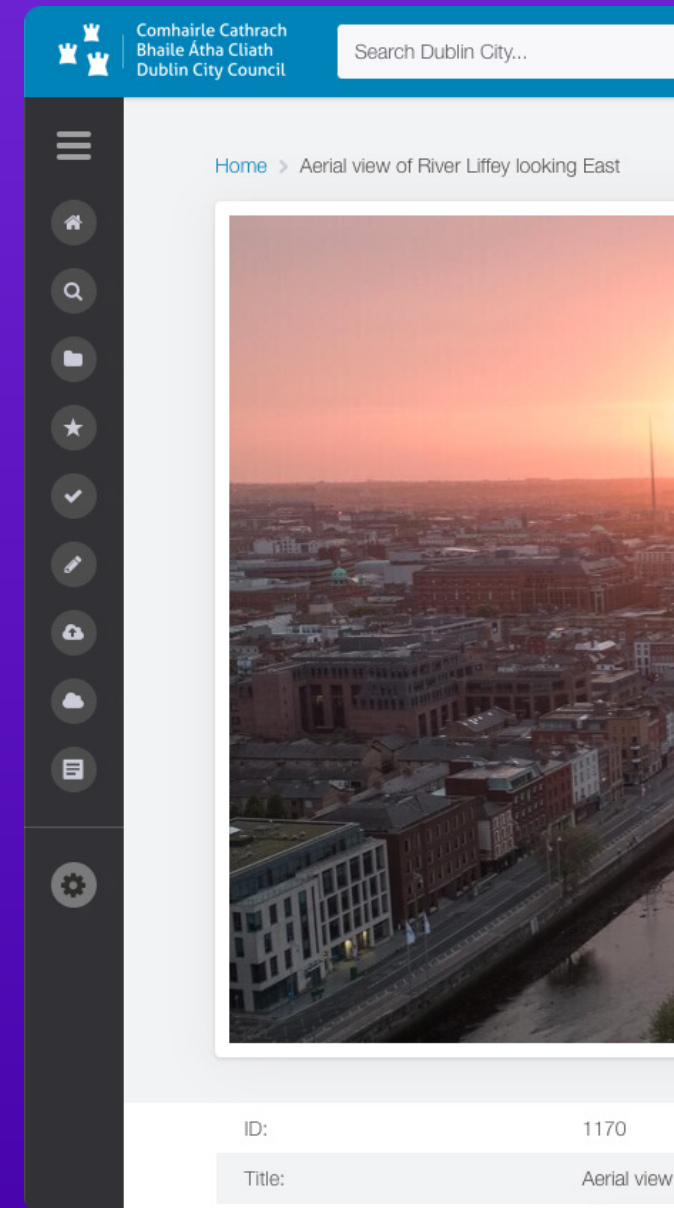 Comhairle Cathrach
Bhaile Átha Cliath
Dublin City Council
Search Dublin City...
Home > Aerial view of River Liffey looking East
ID: 1170
Title: Aerial view